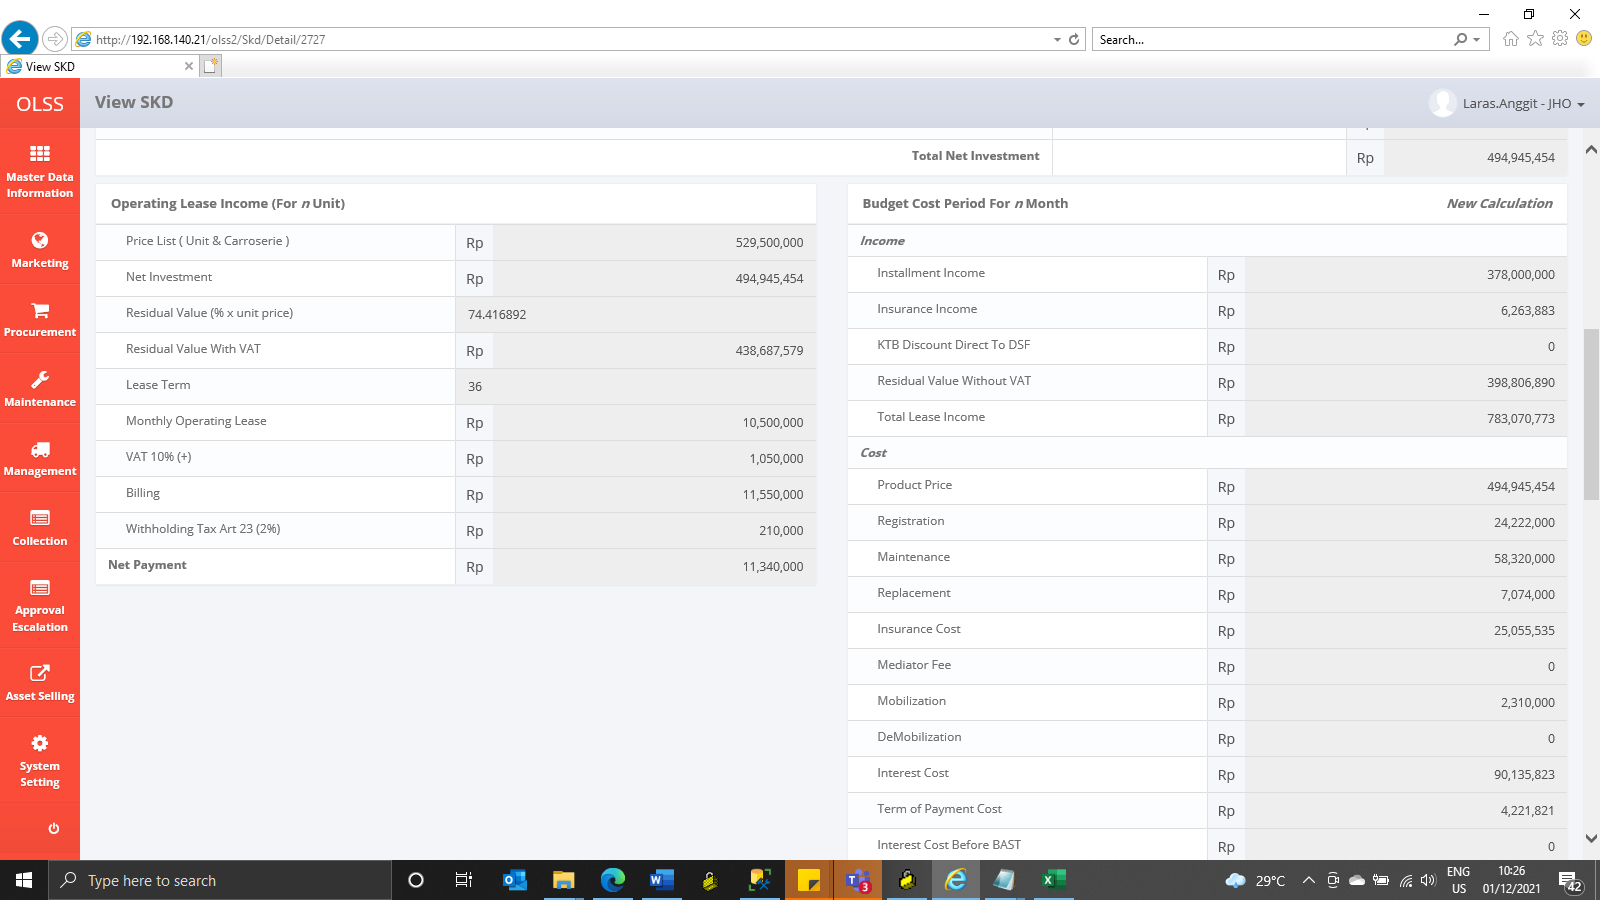 http://192.168.140.21/olss2/Skd/Detail/2727
Search...
View SKD
OLSS
View SKD
Laras.Anggit - JHO
Master Data
Information
Marketing
Procurement
Maintenance
Management
Collection
Approval
Escalation
Asset Selling
System
Setting
Total Net Investment Rp 494,945,454
Operating Lease Income (For n Unit)
Price List ( Unit & Carroserie ) Rp 529,500,000
Net Investment Rp 494,945,454
Residual Value (% x unit price) 74.416892
Residual Value With VAT Rp 438,687,579
Lease Term 36
Monthly Operating Lease Rp 10,500,000
VAT 10% (+) Rp 1,050,000
Billing Rp 11,550,000
Withholding Tax Art 23 (2%) Rp 210,000
Net Payment Rp 11,340,000
Budget Cost Period For n Month New Calculation
Income
Installment Income Rp 378,000,000
Insurance Income Rp 6,263,883
KTB Discount Direct To DSF Rp 0
Residual Value Without VAT Rp 398,806,890
Total Lease Income Rp 783,070,773
Cost
Product Price Rp 494,945,454
Registration Rp 24,222,000
Maintenance Rp 58,320,000
Replacement Rp 7,074,000
Insurance Cost Rp 25,055,535
Mediator Fee Rp 0
Mobilization Rp 2,310,000
DeMobilization Rp 0
Interest Cost Rp 90,135,823
Term of Payment Cost Rp 4,221,821
Interest Cost Before BAST Rp 0
Type here to search
3
29°C
ENG
US
10:26
01/12/2021
42